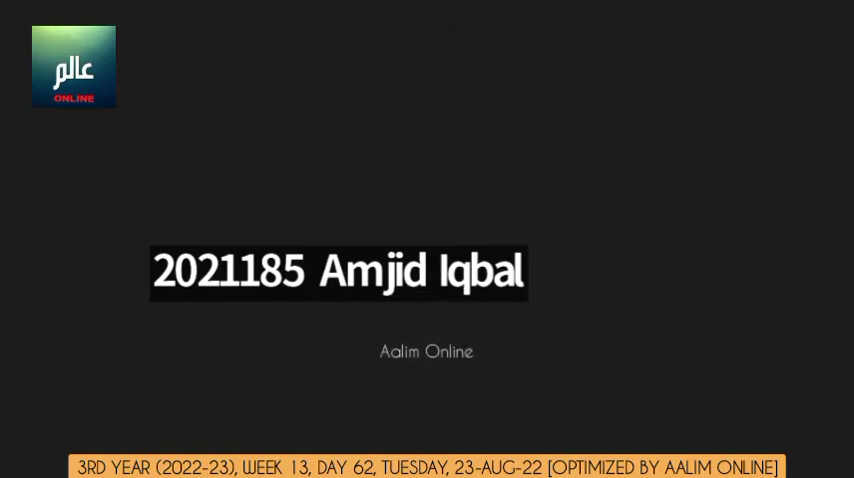 عالم
ONLINE
2021185 Amjid Iqbal
Aalim Online
3RD YEAR (2022-23), WEEK 13, DAY 62, TUESDAY, 23-AUG-22 [OPTIMIZED BY AALIM ONLINE]